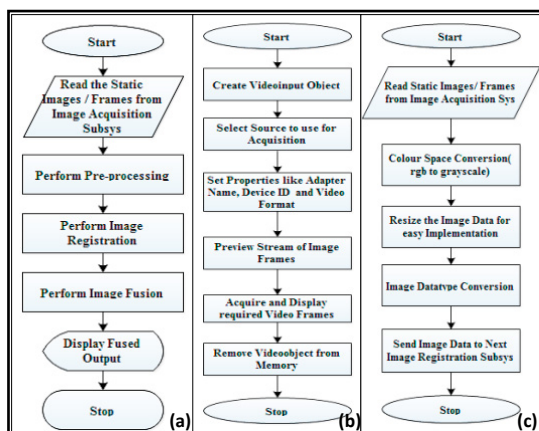 Start
Read the Static
Images / Frames from
Image Acquisition
Subsys
Perform Pre-processing
Perform Image
Registration
Perform Image Fusion
Display Fused
Output
Stop
(a)
Start
Create Videoinput Object
Select Source to use for
Acquisition
Set Properties like Adapter
Name, Device ID and Video
Format
Preview Stream of Image
Frames
Acquire and Display
required Video Frames
Remove Videoobject from
Memory
Stop
(b)
Start
Read Static Images/ Frames
from Image Acquisition Sys
Colour Space Conversion(
rgb to grayscale)
Resize the Image Data for
easy Implementation
Image Datatype Conversion
Send Image Data to Next
Image Registration Subsys
Stop
(c)